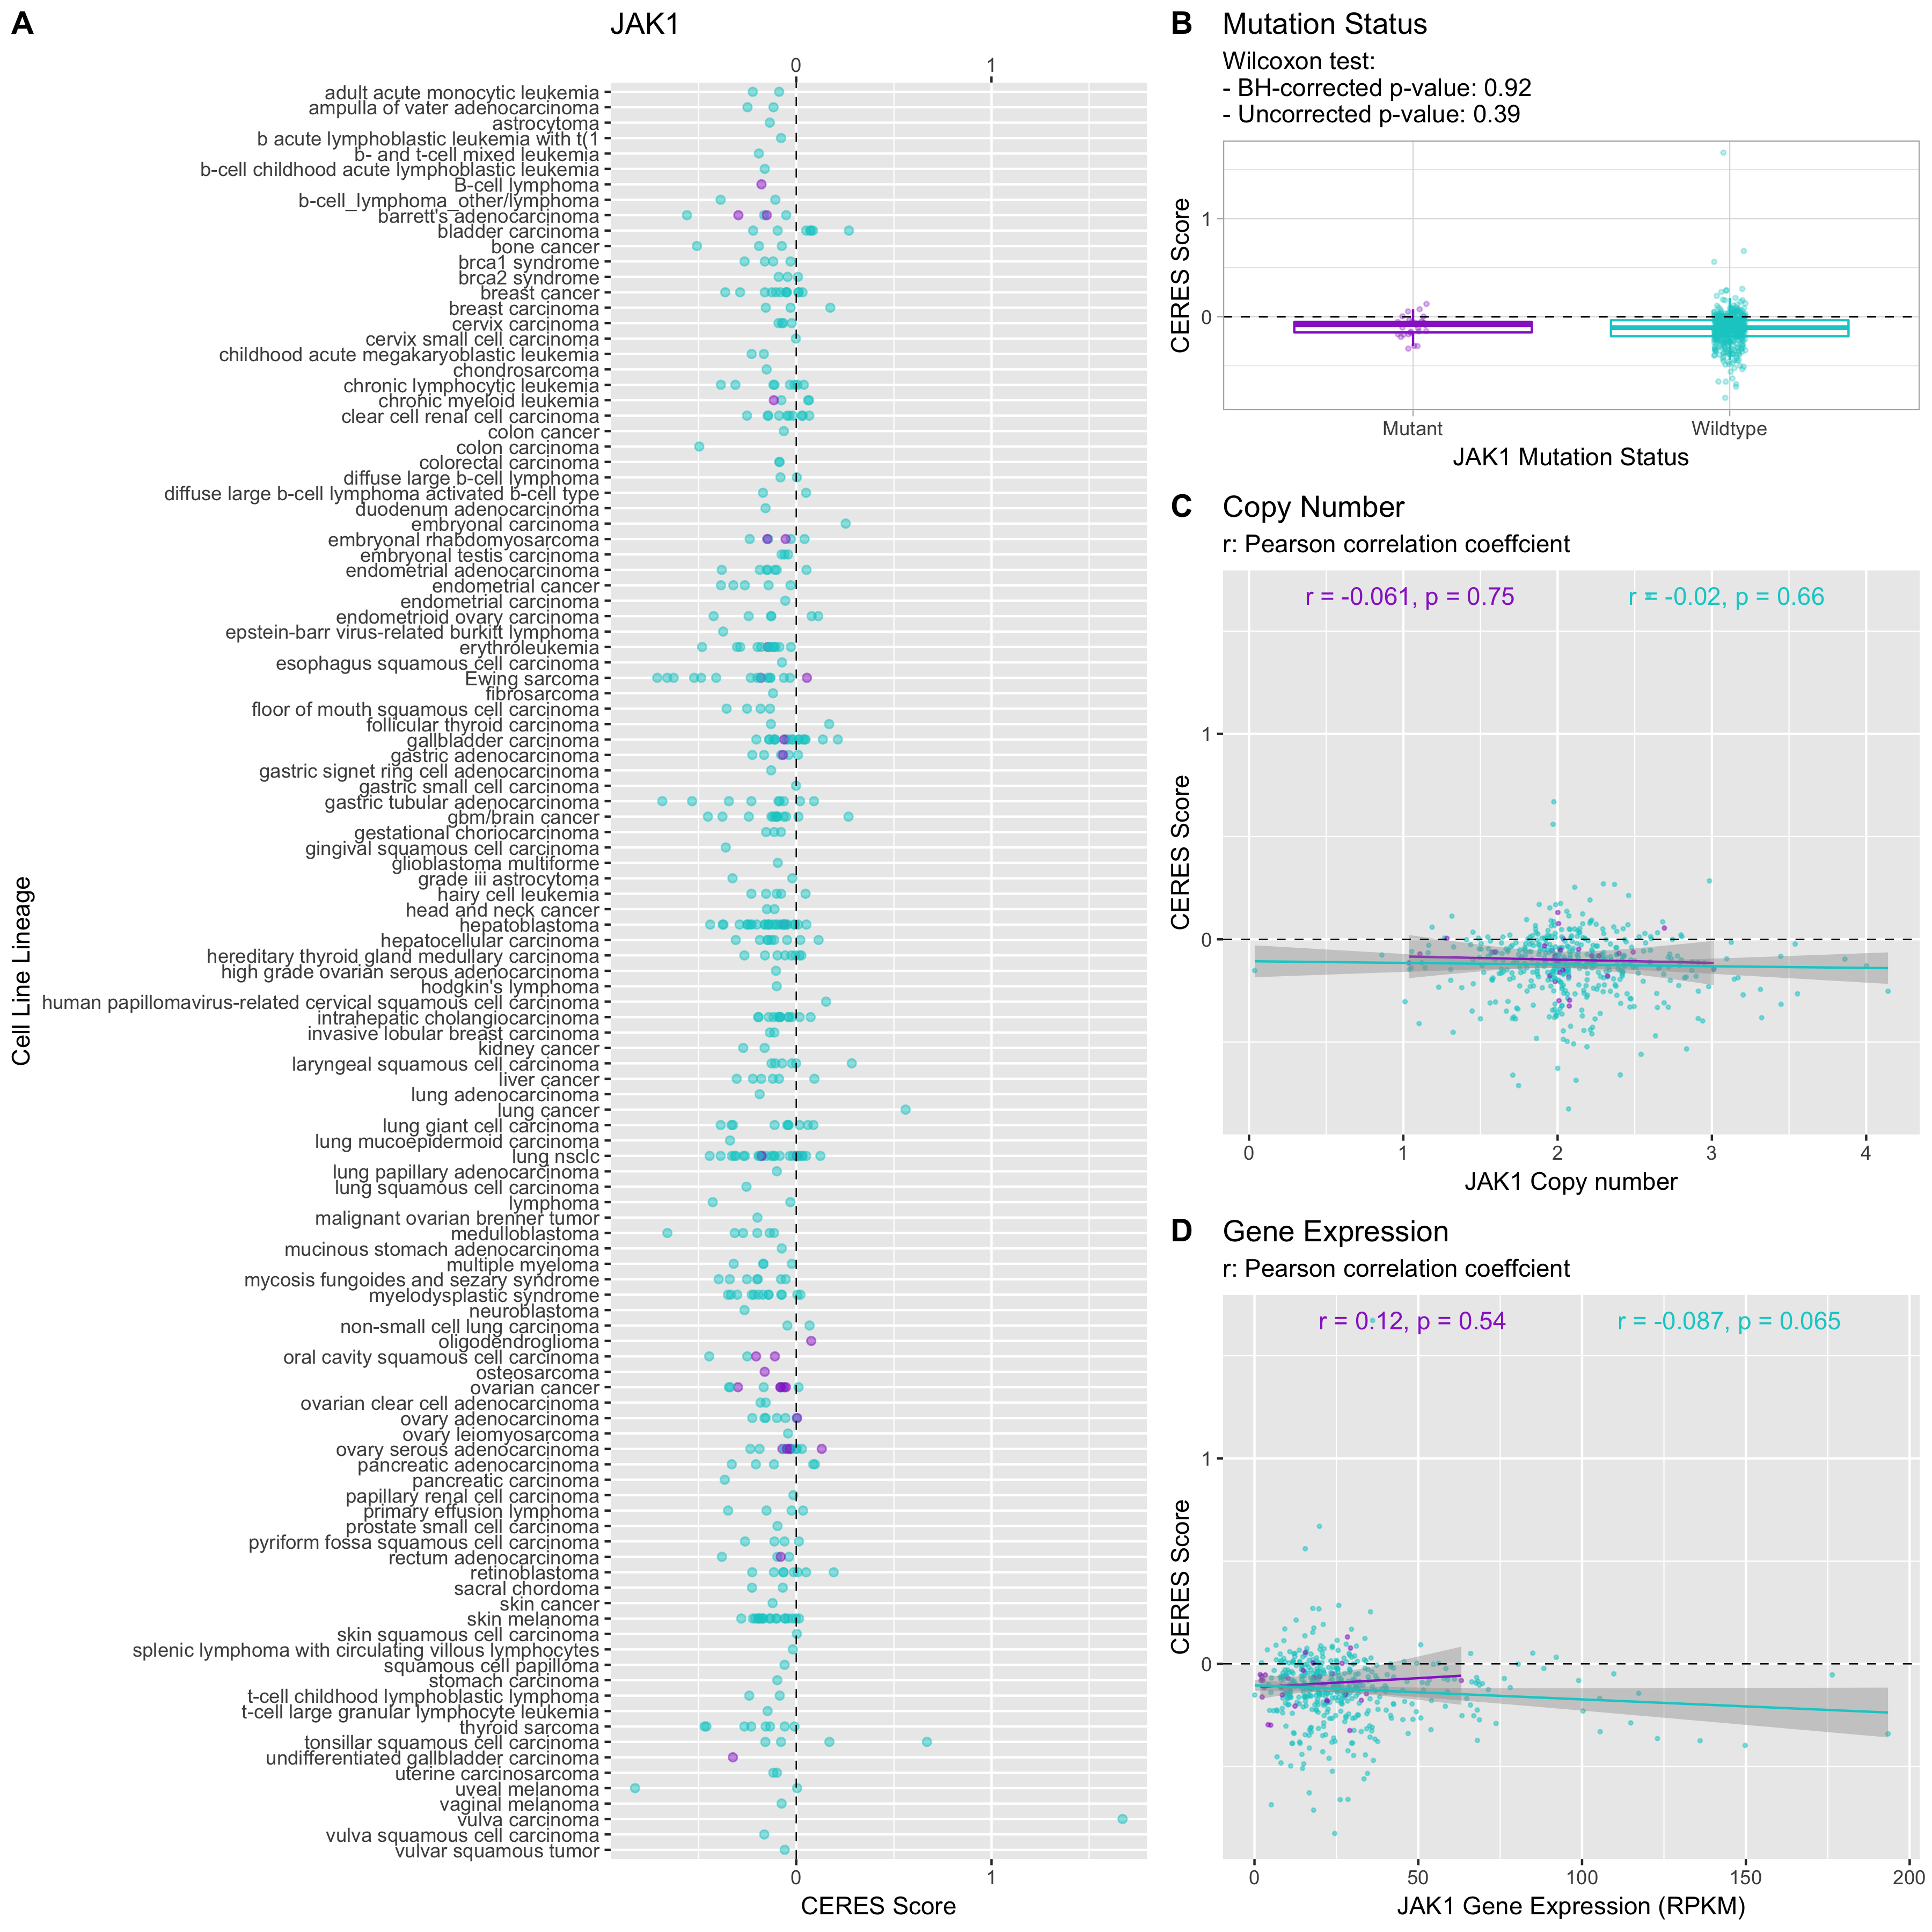 A
JAK1
0 1
adult acute monocytic leukemia
ampulla of vater adenocarcinoma
astrocytoma
b acute lymphoblastic leukemia with t(1
b- and t-cell mixed leukemia
b-cell childhood acute lymphoblastic leukemia
B-cell lymphoma
b-cell_lymphoma_other/lymphoma
barrett's adenocarcinoma
bladder carcinoma
bone cancer
brca1 syndrome
brca2 syndrome
breast cancer
breast carcinoma
cervix carcinoma
cervix small cell carcinoma
childhood acute megakaryoblastic leukemia
chondrosarcoma
chronic lymphocytic leukemia
chronic myeloid leukemia
clear cell renal cell carcinoma
colon cancer
colon carcinoma
colorectal carcinoma
diffuse large b-cell lymphoma
diffuse large b-cell lymphoma activated b-cell type
duodenum adenocarcinoma
embryonal carcinoma
embryonal rhabdomyosarcoma
embryonal testis carcinoma
endometrial adenocarcinoma
endometrial cancer
endometrial carcinoma
endometrioid ovary carcinoma
epstein-barr virus-related burkitt lymphoma
erythroleukemia
esophagus squamous cell carcinoma
Ewing sarcoma
fibrosarcoma
floor of mouth squamous cell carcinoma
follicular thyroid carcinoma
gallbladder carcinoma
gastric adenocarcinoma
gastric signet ring cell adenocarcinoma
gastric small cell carcinoma
gastric tubular adenocarcinoma
gbm/brain cancer
gestational choriocarcinoma
gingival squamous cell carcinoma
glioblastoma multiforme
grade iii astrocytoma
hairy cell leukemia
head and neck cancer
hepatoblastoma
hepatocellular carcinoma
hereditary thyroid gland medullary carcinoma
high grade ovarian serous adenocarcinoma
hodgkin's lymphoma
human papillomavirus-related cervical squamous cell carcinoma
intrahepatic cholangiocarcinoma
invasive lobular breast carcinoma
kidney cancer
laryngeal squamous cell carcinoma
liver cancer
lung adenocarcinoma
lung cancer
lung giant cell carcinoma
lung mucoepidermoid carcinoma
lung nsclc
lung papillary adenocarcinoma
lung squamous cell carcinoma
lymphoma
malignant ovarian brenner tumor
medulloblastoma
mucinous stomach adenocarcinoma
multiple myeloma
mycosis fungoides and sezary syndrome
myelodysplastic syndrome
neuroblastoma
non-small cell lung carcinoma
oligodendroglioma
oral cavity squamous cell carcinoma
osteosarcoma
ovarian cancer
ovarian clear cell adenocarcinoma
ovary adenocarcinoma
ovary leiomyosarcoma
ovary serous adenocarcinoma
pancreatic adenocarcinoma
pancreatic carcinoma
papillary renal cell carcinoma
primary effusion lymphoma
prostate small cell carcinoma
pyriform fossa squamous cell carcinoma
rectum adenocarcinoma
retinoblastoma
sacral chordoma
skin cancer
skin melanoma
skin squamous cell carcinoma
splenic lymphoma with circulating villous lymphocytes
squamous cell papilloma
stomach carcinoma
t-cell childhood lymphoblastic lymphoma
t-cell large granular lymphocyte leukemia
thyroid sarcoma
tonsillar squamous cell carcinoma
undifferentiated gallbladder carcinoma
uterine carcinosarcoma
uveal melanoma
vaginal melanoma
vulva carcinoma
vulva squamous cell carcinoma
vulvar squamous tumor
0 1
CERES Score
Cell Line Lineage
B Mutation Status
Wilcoxon test:
- BH-corrected p-value: 0.92
- Uncorrected p-value: 0.39
1
0
CERES Score
Mutant Wildtype
JAK1 Mutation Status
C Copy Number
r: Pearson correlation coeffcient
r = -0.061, p = 0.75 r = -0.02, p = 0.66
1
0
CERES Score
0 1 2 3 4
JAK1 Copy number
D Gene Expression
r: Pearson correlation coeffcient
r = 0.12, p = 0.54 r = -0.087, p = 0.065
1
0
CERES Score
0 50 100 150 200
JAK1 Gene Expression (RPKM)